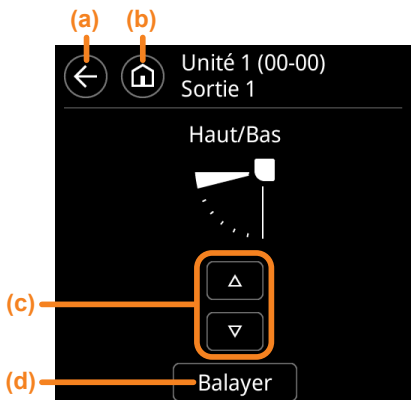 (a) (b)
Unité 1 (00-00)
Sortie 1
Haut/Bas
(c)
(d)
Balayer